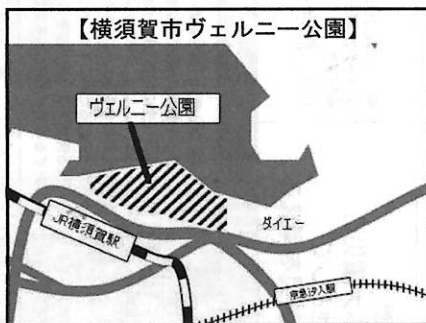 【横須賀市ヴェルニー公園】
ヴェルニー公園
ダイエー
JR横須賀駅
京急汐入駅